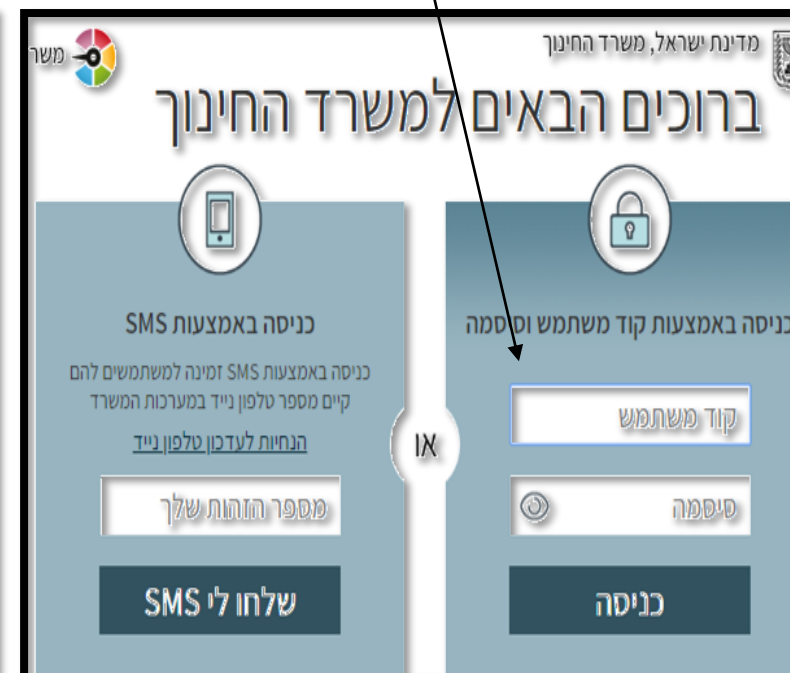 מדינת ישראל, משרד החינוך
משר
ברוכים הבאים למשרד החינוך
כניסה באמצעות קוד משתמש וסיסמה
קוד משתמש
סיסמה
כניסה
או
כניסה באמצעות SMS
כניסה באמצעות SMS זמינה למשתמשים להם
קיים מספר טלפון נייד במערכות המשרד
הנחיות לעדכון טלפון נייד
מספר הזהות שלך
שלחו לי SMS